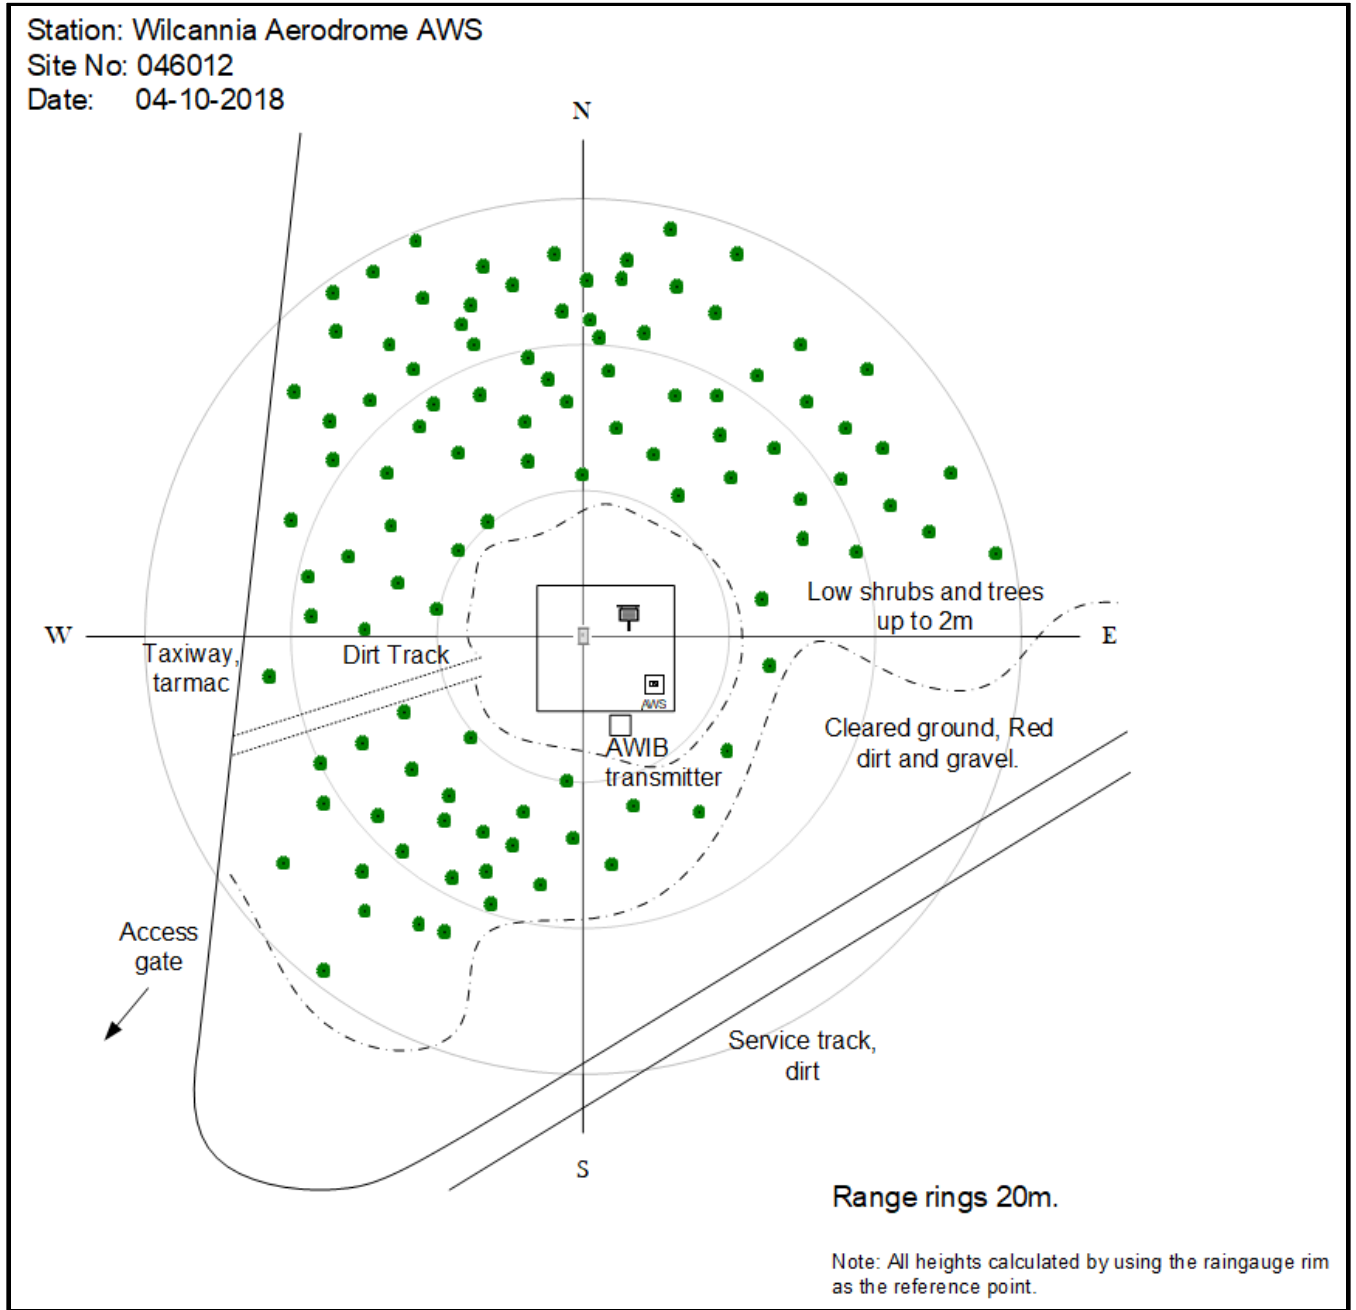 Station: Wilcannia Aerodrome AWS
Site No: 046012
Date: 04-10-2018
N
Low shrubs and trees
up to 2m
W
E
Taxiway,
tarmac
Dirt Track
AWS
AWIB
transmitter
Cleared ground, Red
dirt and gravel.
Access
gate
Service track,
dirt
S
Range rings 20m.
Note: All heights calculated by using the raingauge rim
as the reference point.